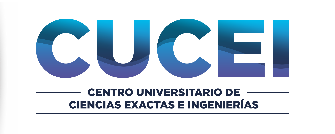 CUCEI
CENTRO UNIVERSITARIO DE
CIENCIAS EXACTAS E INGENIERÍAS